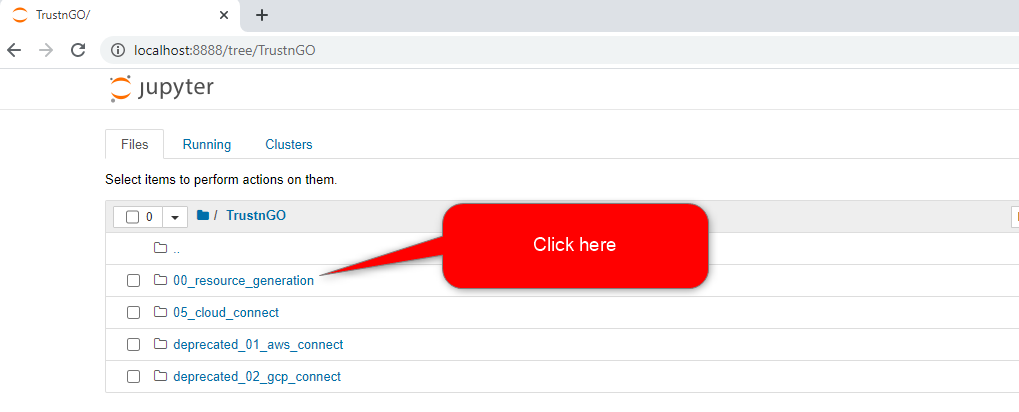 TrustnGO/
localhost:8888/tree/TrustnGO
jupyter
Files Running Clusters
Select items to perform actions on them.
0 / TrustnGO
..
Click here
00_resource_generation
05_cloud_connect
deprecated_01_aws_connect
deprecated_02_gcp_connect